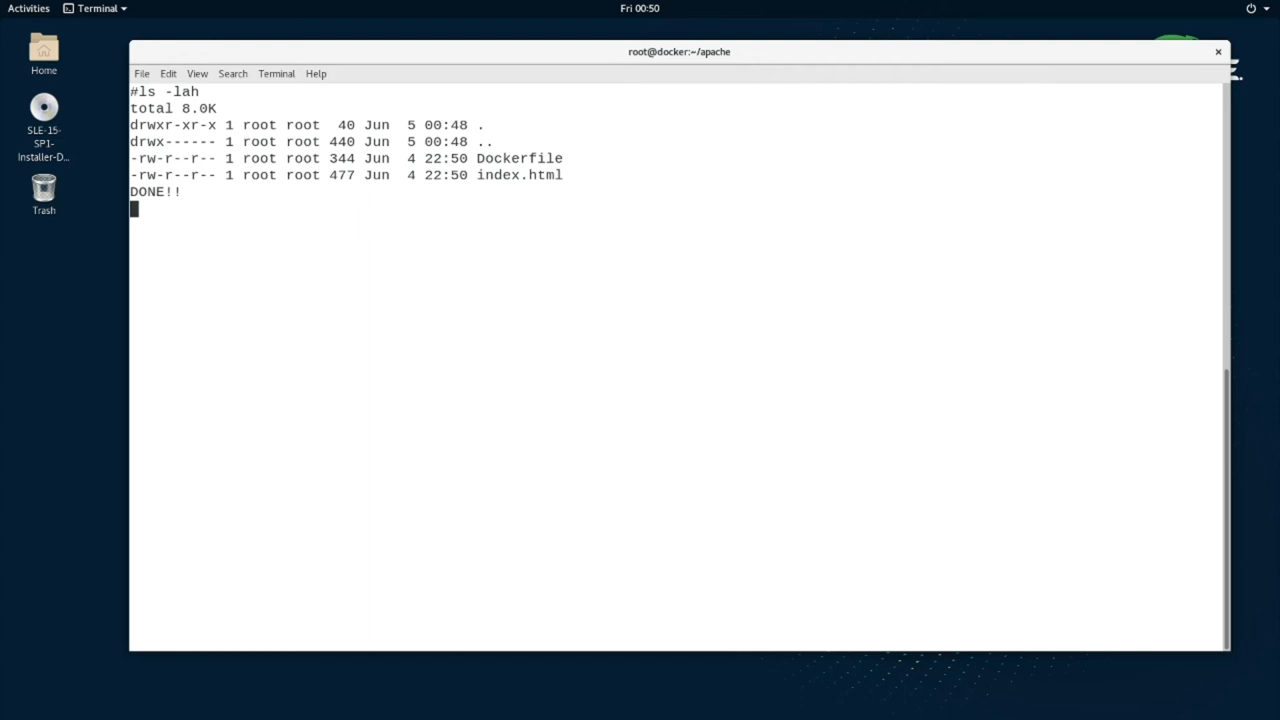 Activities Terminal Fri 00:50
root@docker:~/apache
File Edit View Search Terminal Help
#ls -lah
total 8.0K
drwxr-xr-x 1 root root  40 Jun  5 00:48 .
drwx------ 1 root root 440 Jun  5 00:48 ..
-rw-r--r-- 1 root root 344 Jun  4 22:50 Dockerfile
-rw-r--r-- 1 root root 477 Jun  4 22:50 index.html
DONE!!
Home
SLE-15-
SP1-
Installer-D...
Trash